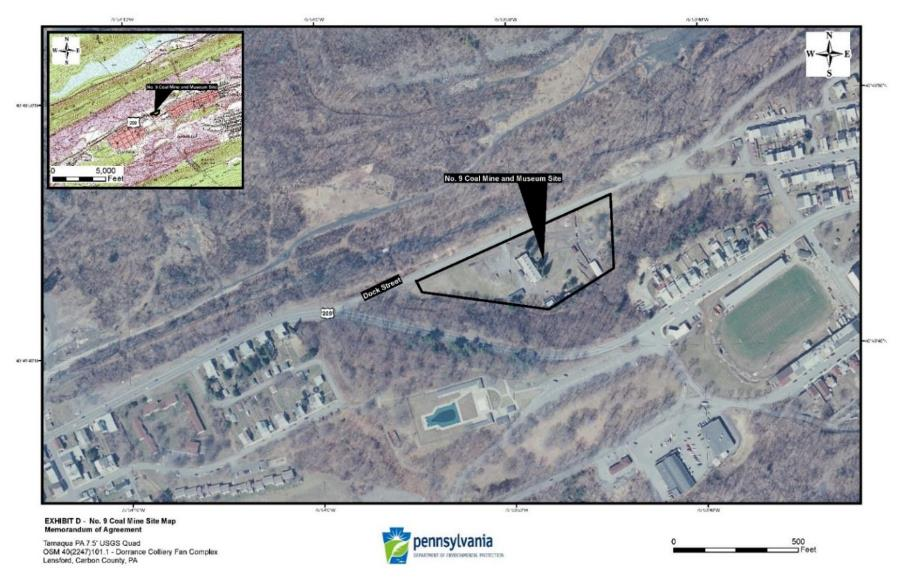 N
W E
S
No. 9 Coal Mine and Museum Site
209
0 5,000
Feet
N
W E
S
No. 9 Coal Mine and Museum Site
Dock Street
209
EXHIBIT D - No. 9 Coal Mine Site Map
Memorandum of Agreement
Tamaqua PA 7.5' USGS Quad
OSM 40(2247)101.1 - Dorrance Colliery Fan Complex
Lansford, Carbon County, PA
pennsylvania
DEPARTMENT OF ENVIRONMENTAL PROTECTION
0 500
Feet